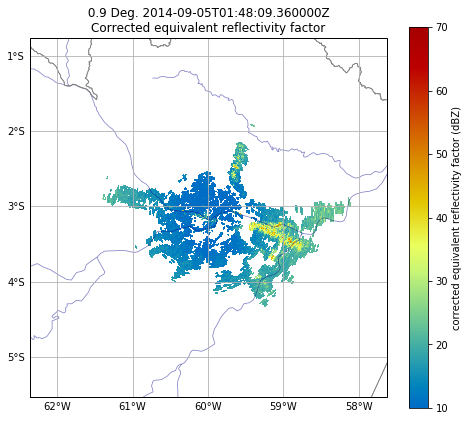 0.9 Deg. 2014-09-05T01:48:09.360000Z
Corrected equivalent reflectivity factor
1°S
2°S
3°S
4°S
5°S
62°W 61°W 60°W 59°W 58°W
70
60
50
40
30
20
10
corrected equivalent reflectivity factor (dBZ)